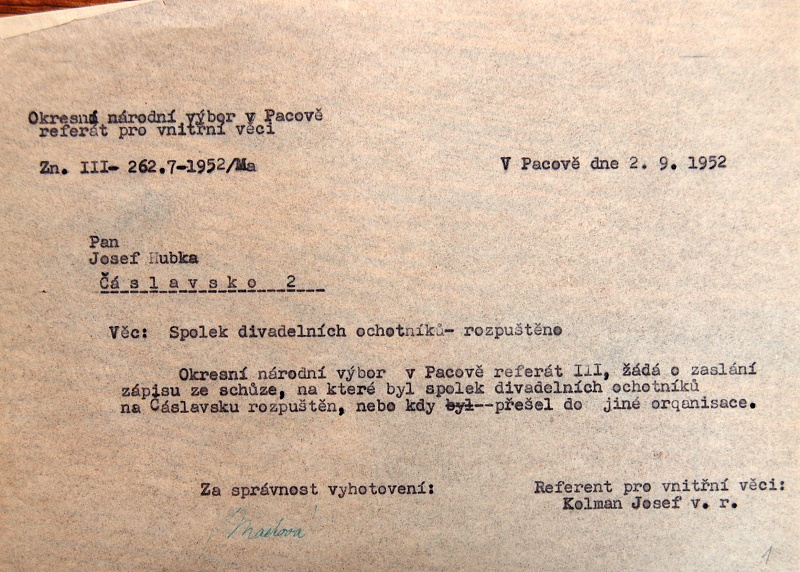 Okresná národní výbor v Pacově
referát pro vnitřní věci
Zn. III- 262.7-1952/Ma
V Pacově dne 2. 9. 1952
Pan
Josef Hubka
Čáslavsko 2
Věc: Spolek divadelních ochotníků- rozpuštěno
Okresní národní výbor v Pacově referát III, žádá o zaslání
zápisu ze schůze, na které byl spolek divadelních ochotníků
na Čáslavsku rozpuštěn, nebo kdy byl--přešel do jiné organisace.
Za správnost vyhotovení:
Referent pro vnitřní věci:
Kolman Josef v. r.
1